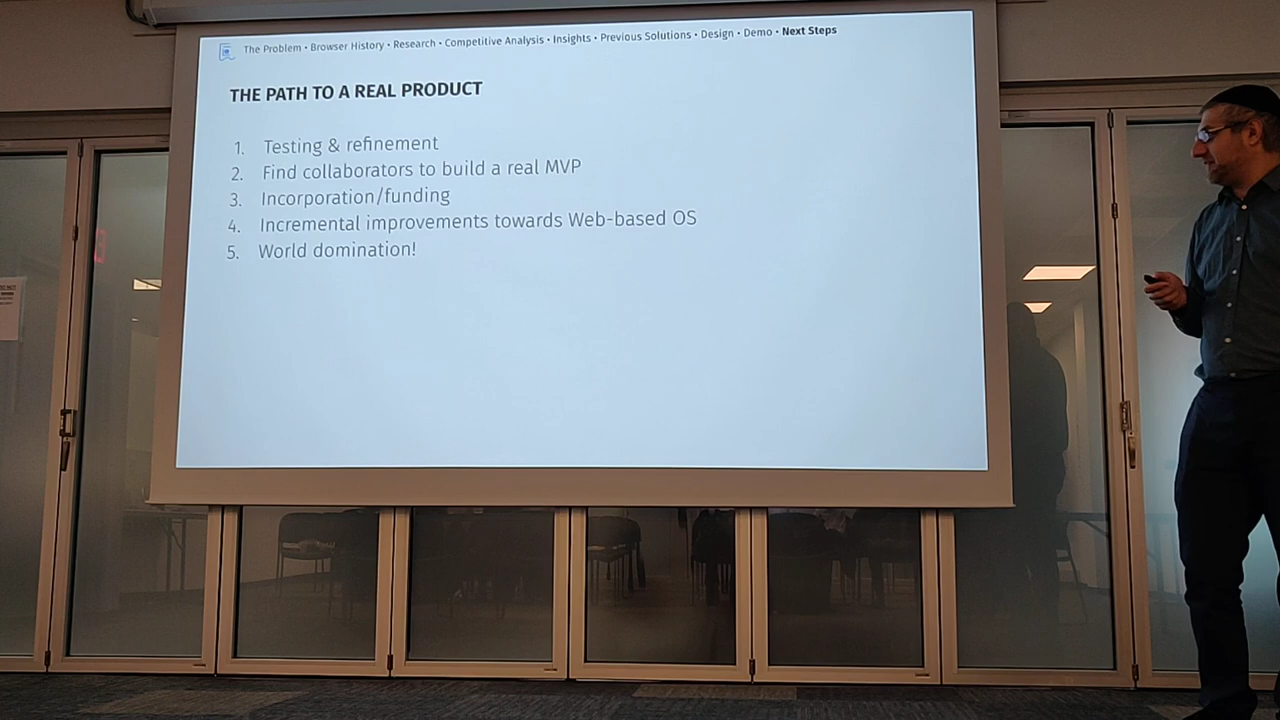 The Problem • Browser History • Research • Competitive Analysis • Insights • Previous Solutions • Design • Demo • Next Steps
THE PATH TO A REAL PRODUCT
1. Testing & refinement
2. Find collaborators to build a real MVP
3. Incorporation/funding
4. Incremental improvements towards Web-based OS
5. World domination!